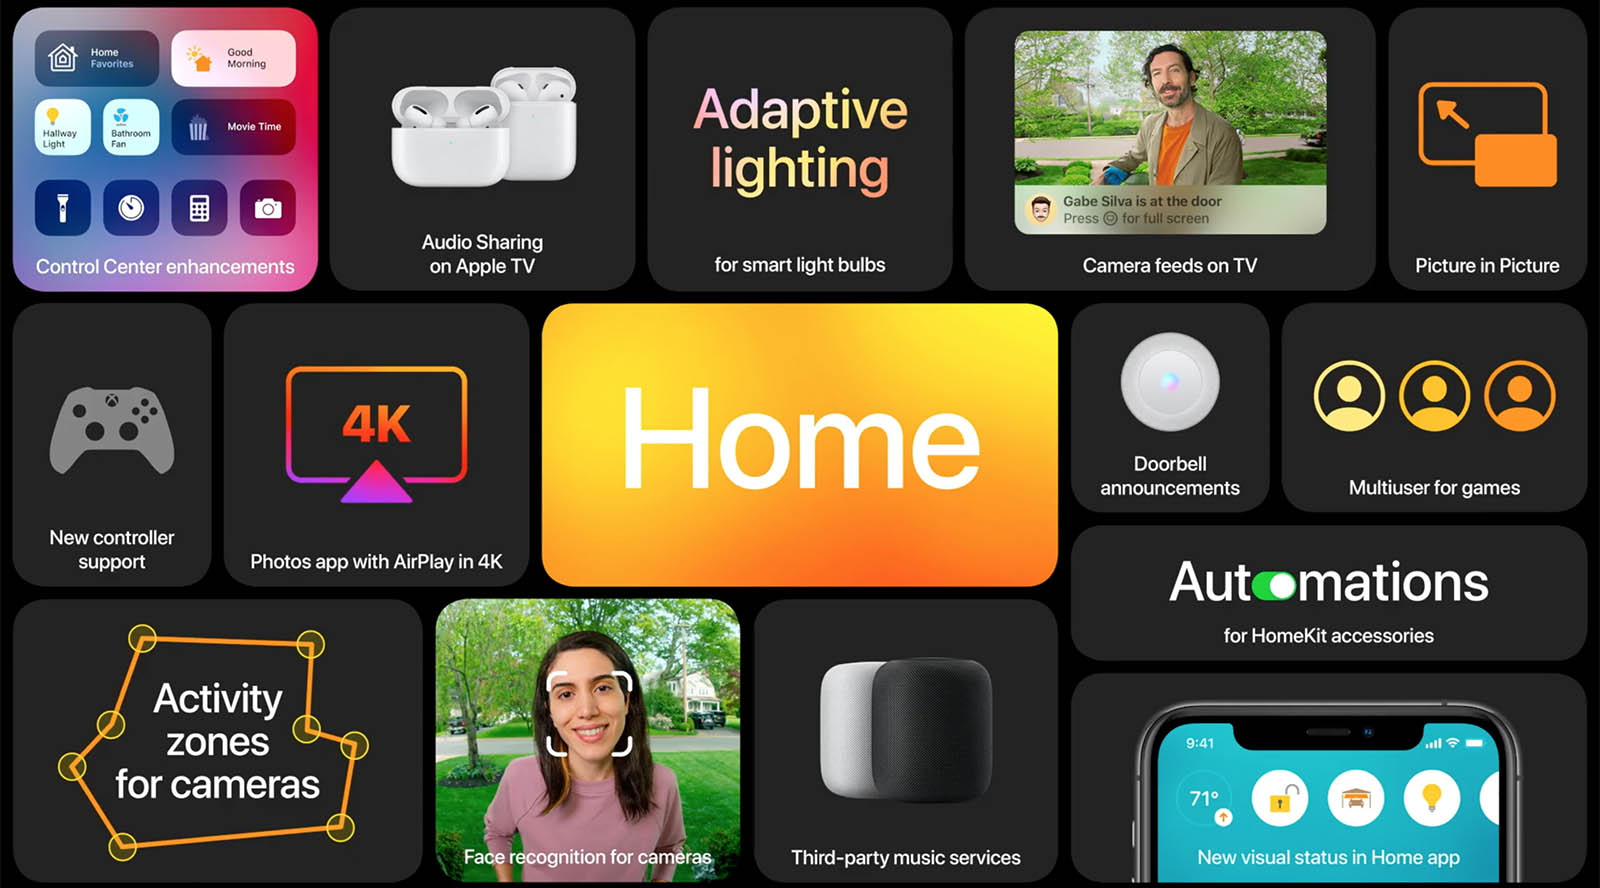 Home
Favorites
Good
Morning
Hallway
Light
Bathroom
Fan
Movie Time
Control Center enhancements
Audio Sharing
on Apple TV
Adaptive
lighting
for smart light bulbs
Gabe Silva is at the door
Press for full screen
Camera feeds on TV
Picture in Picture
New controller
support
4K
Photos app with AirPlay in 4K
Home
Doorbell
announcements
Multiuser for games
Automations
for HomeKit accessories
Activity
zones
for cameras
Face recognition for cameras
Third-party music services
9:41
71°
New visual status in Home app